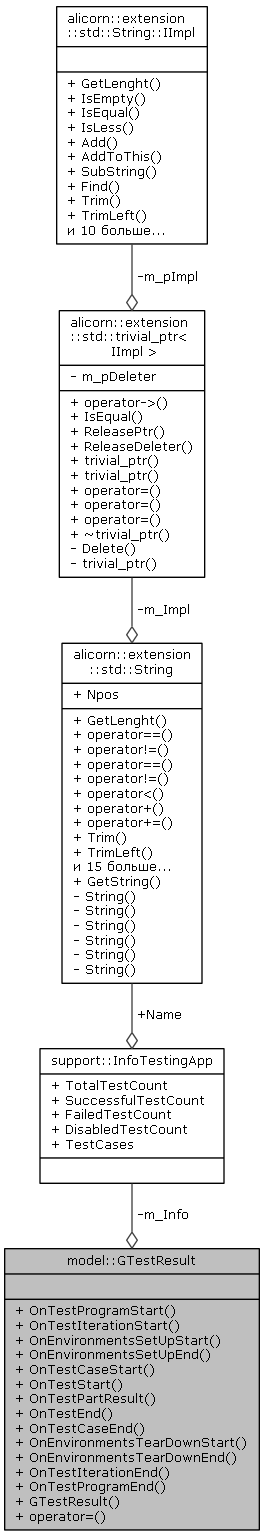 alicorn::extension
::std::String::IImpl
+ GetLenght()
+ IsEmpty()
+ IsEqual()
+ IsLess()
+ Add()
+ AddToThis()
+ SubString()
+ Find()
+ Trim()
+ TrimLeft()
и 10 больше...
-m_pImpl
alicorn::extension
::std::trivial_ptr<
IImpl >
- m_pDeleter
+ operator->()
+ IsEqual()
+ ReleasePtr()
+ ReleaseDeleter()
+ trivial_ptr()
+ trivial_ptr()
+ operator=()
+ operator=()
+ operator=()
+ ~trivial_ptr()
- Delete()
- trivial_ptr()
-m_Impl
alicorn::extension
::std::String
+ Npos
+ GetLenght()
+ operator==()
+ operator!=()
+ operator==()
+ operator!=()
+ operator<()
+ operator+()
+ operator+=()
+ Trim()
+ TrimLeft()
и 15 больше...
+ GetString()
- String()
- String()
- String()
- String()
- String()
- String()
+Name
support::InfoTestingApp
+ TotalTestCount
+ SuccessfulTestCount
+ FailedTestCount
+ DisabledTestCount
+ TestCases
-m_Info
model::GTestResult
+ OnTestProgramStart()
+ OnTestIterationStart()
+ OnEnvironmentsSetUpStart()
+ OnEnvironmentsSetUpEnd()
+ OnTestCaseStart()
+ OnTestStart()
+ OnTestPartResult()
+ OnTestEnd()
+ OnTestCaseEnd()
+ OnEnvironmentsTearDownStart()
+ OnEnvironmentsTearDownEnd()
+ OnTestIterationEnd()
+ OnTestProgramEnd()
+ GTestResult()
+ operator=()